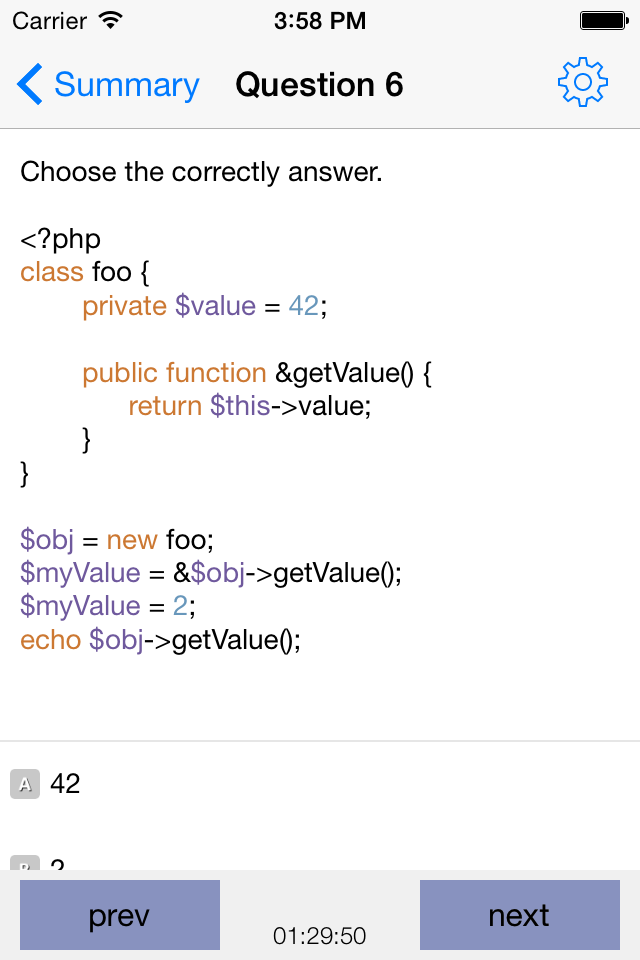 Carrier 3:58 PM
Summary Question 6
Choose the correctly answer.
<?php
class foo {
private $value = 42;
public function &getValue() {
return $this->value;
}
}
$obj = new foo;
$myValue = &$obj->getValue();
$myValue = 2;
echo $obj->getValue();
A 42
B 2
prev 01:29:50 next